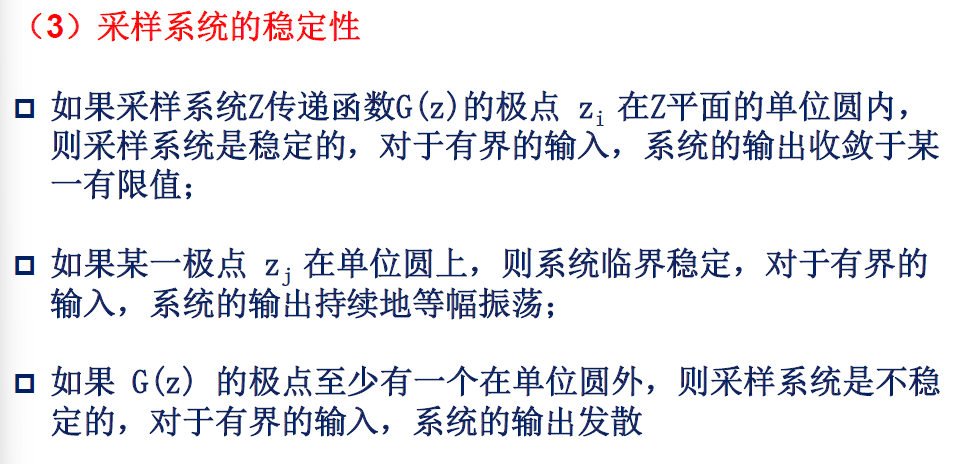 （3）采样系统的稳定性
如果采样系统Z传递函数G(z)的极点 zi 在Z平面的单位圆内，
则采样系统是稳定的，对于有界的输入，系统的输出收敛于某
一有限值；
如果某一极点 zj 在单位圆上，则系统临界稳定，对于有界的
输入，系统的输出持续地等幅振荡；
如果 G(z) 的极点至少有一个在单位圆外，则采样系统是不稳
定的，对于有界的输入，系统的输出发散